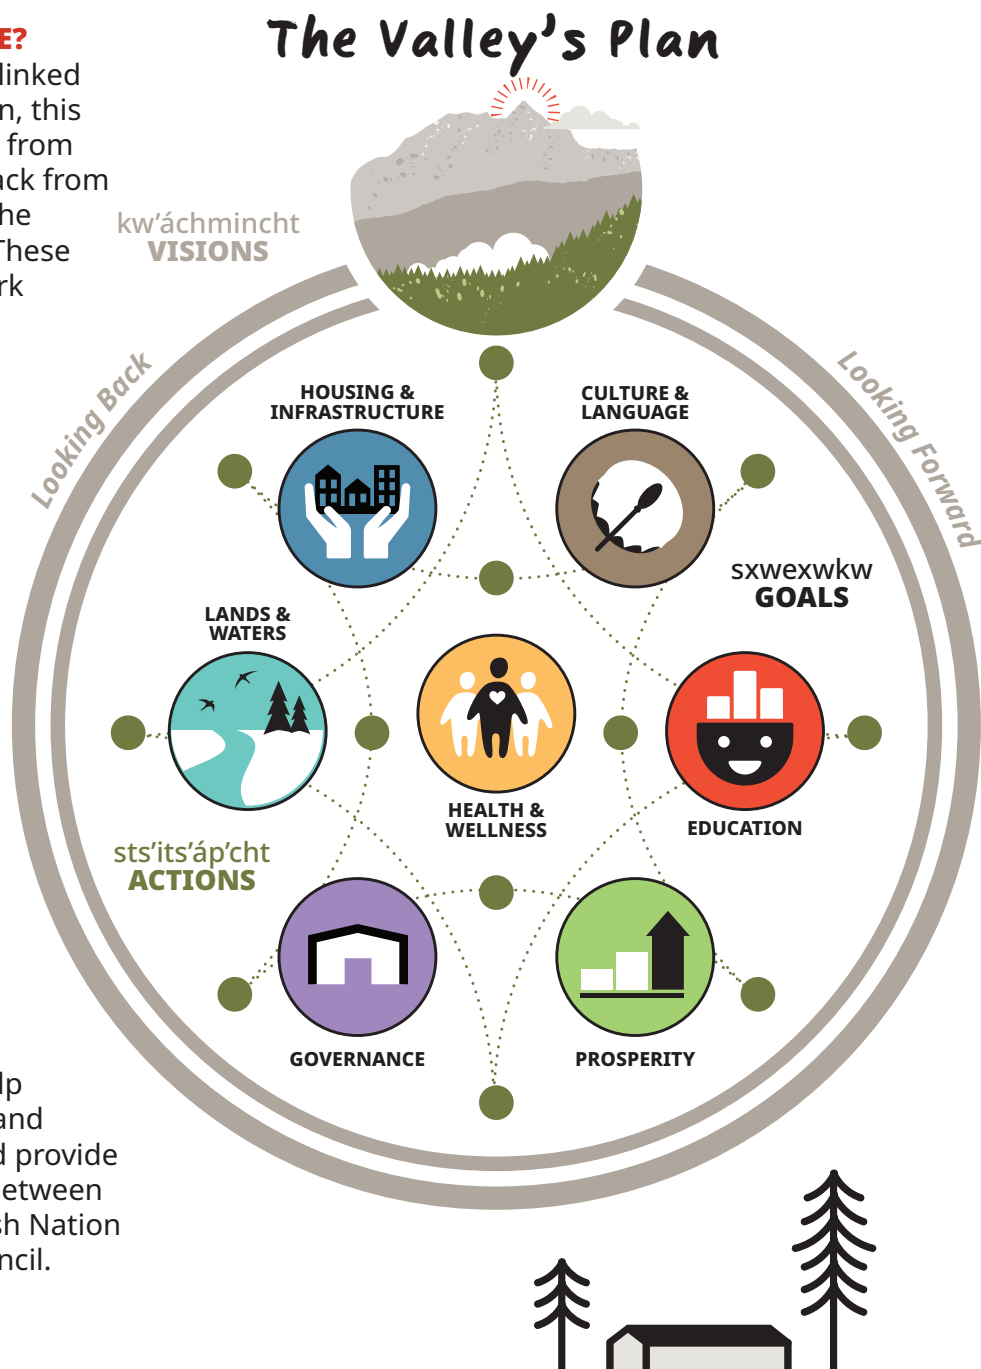 The Valley's Plan
E?
linked
n, this
from
ack from
he
These
rk
kw'áchmincht
VISIONS
Looking Back
Looking Forward
HOUSING &
INFRASTRUCTURE
CULTURE &
LANGUAGE
sxwexwkw
GOALS
LANDS &
WATERS
HEALTH &
WELLNESS
EDUCATION
sts'its'áp'cht
ACTIONS
GOVERNANCE
PROSPERITY
lp
and
d provide
etween
sh Nation
ncil.